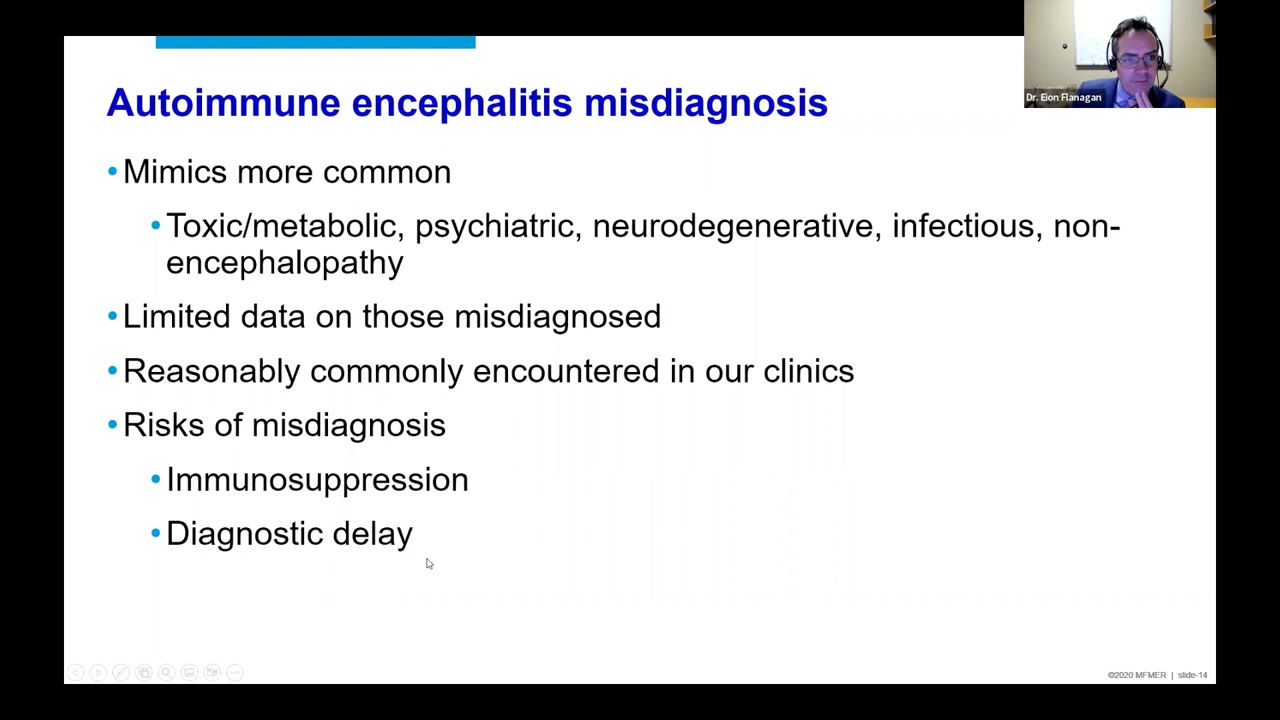 Autoimmune encephalitis misdiagnosis
Dr. Eion Flanagan
•Mimics more common
•Toxic/metabolic, psychiatric, neurodegenerative, infectious, non-
encephalopathy
•Limited data on those misdiagnosed
•Reasonably commonly encountered in our clinics
•Risks of misdiagnosis
•Immunosuppression
•Diagnostic delay
©2020 MFMER | slide-14